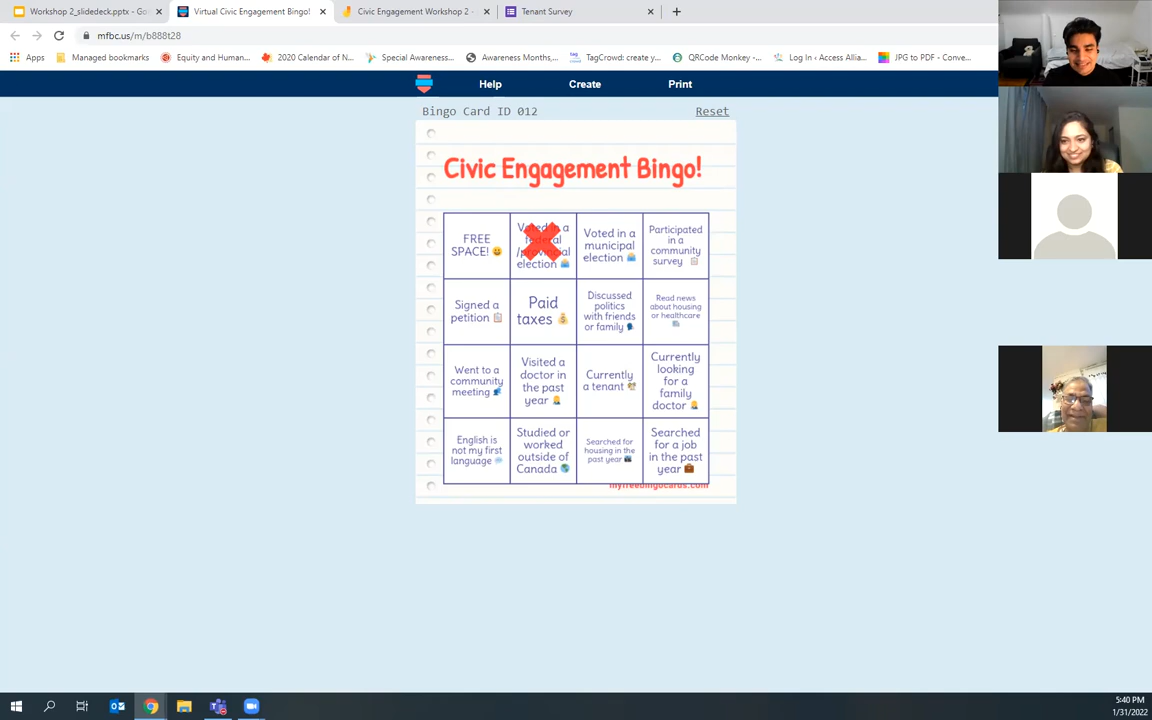 Workshop 2_slidedeck.pptx - Go
Virtual Civic Engagement Bingo!
Civic Engagement Workshop 2 -
Tenant Survey
mfbc.us/m/b888t28
Apps
Managed bookmarks
Equity and Human...
2020 Calendar of N...
Special Awareness...
Awareness Months,...
TagCrowd: create y...
QRCode Monkey -...
Log In ‹ Access Allia...
JPG to PDF - Conve...
Help
Create
Print
Bingo Card ID 012
Reset
Civic Engagement Bingo!
FREE
SPACE! 😀
Voted in a
federal
/provincial
election 🗳️
Voted in a
municipal
election 🗳️
Participated
in a
community
survey 📋
Signed a
petition 📋
Paid
taxes 💰
Discussed
politics
with friends
or family 🗣️
Read news
about housing
or healthcare
📰
Went to a
community
meeting
Visited a
doctor in
the past
year
Currently
a tenant
Currently
looking
for a
family
doctor
English is
not my first
language
Studied or
worked
outside of
Canada 🌎
Searched for
housing in the
past year
Searched
for a job
in the past
year 💼
myfreebingocards.com
5:40 PM
1/31/2022